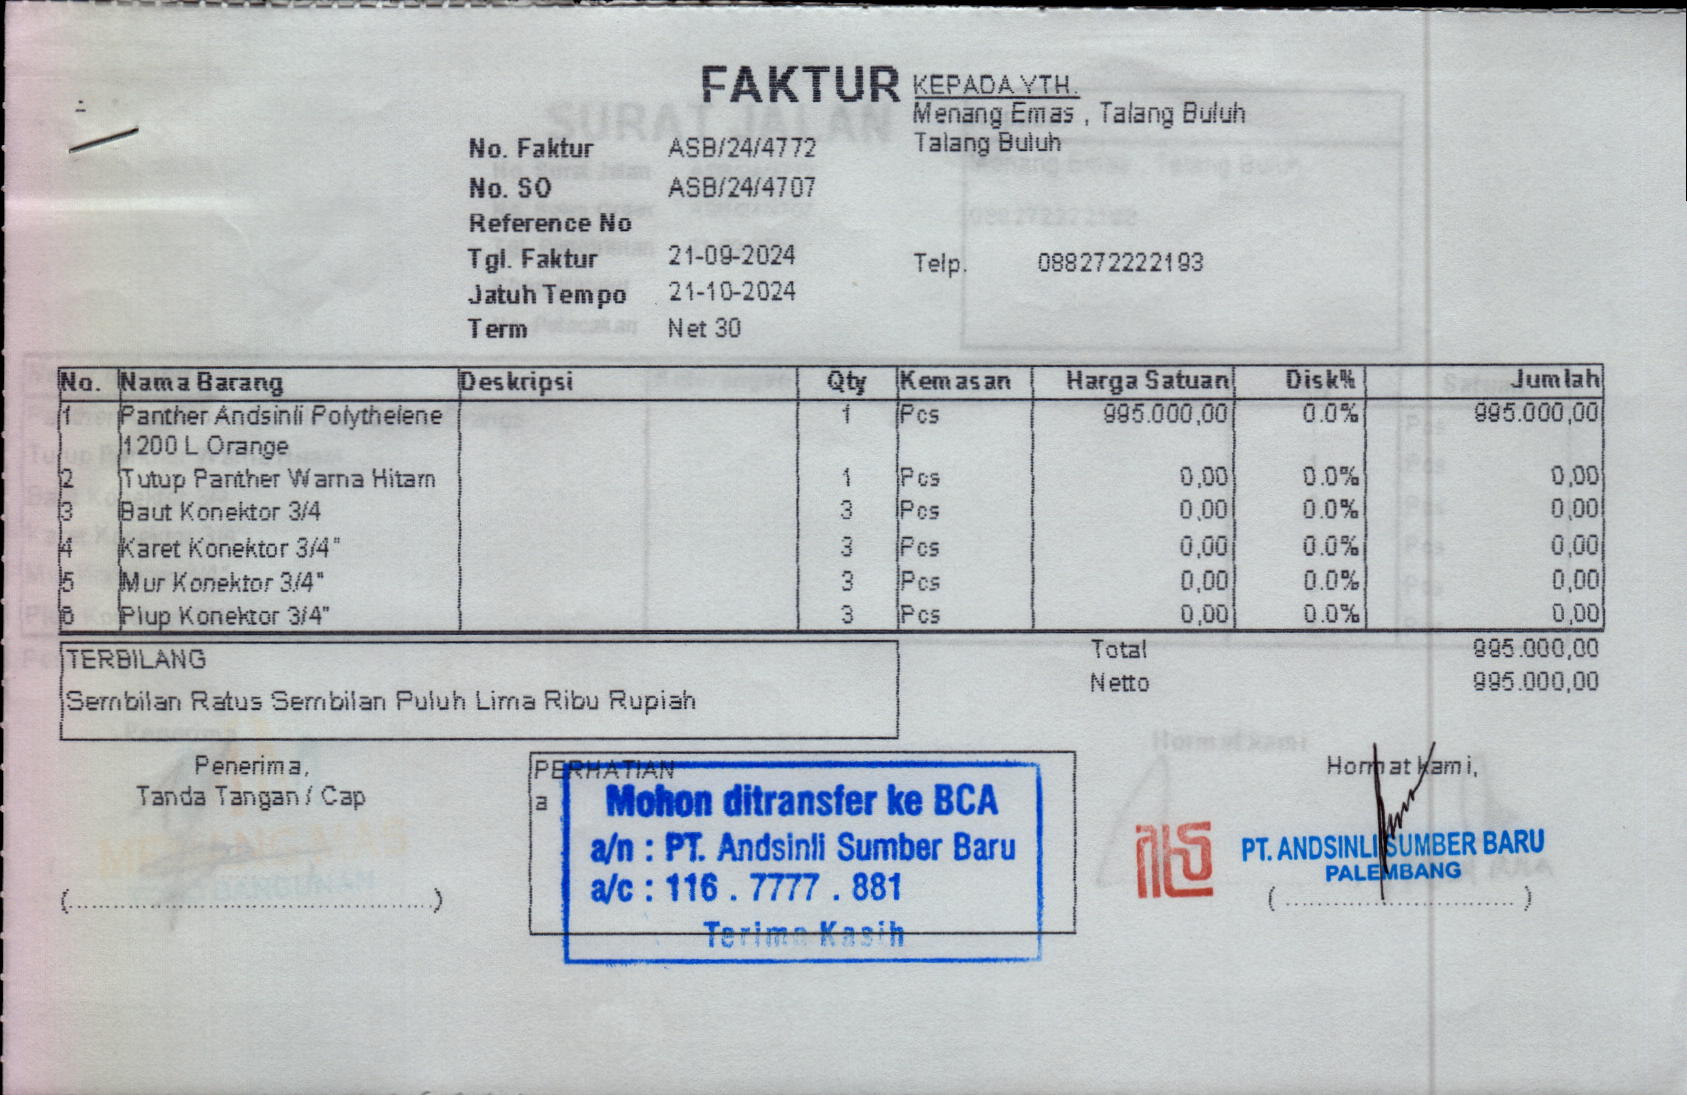 FAKTUR
KEPADA YTH.
Menang Emas , Talang Buluh
Talang Buluh
No. Faktur ASB/24/4772
No. SO ASB/24/4707
Reference No
Tgl. Faktur 21-09-2024
Telp. 088272222193
Jatuh Tempo 21-10-2024
Term Net 30
No. Nama Barang Deskripsi Qty Kemasan Harga Satuan Disk% Jumlah
1 Panther Andsinli Polythelene 1 Pcs 995.000,00 0.0% 995.000,00
1200 L Orange
2 Tutup Panther Warna Hitam 1 Pcs 0,00 0.0% 0,00
3 Baut Konektor 3/4 3 Pcs 0,00 0.0% 0,00
4 Karet Konektor 3/4" 3 Pcs 0,00 0.0% 0,00
5 Mur Konektor 3/4" 3 Pcs 0,00 0.0% 0,00
6 Plup Konektor 3/4" 3 Pcs 0,00 0.0% 0,00
Total 995.000,00
Netto 995.000,00
TERBILANG
Sembilan Ratus Sembilan Puluh Lima Ribu Rupiah
Penerima,
Tanda Tangan / Cap
(.................................................)
PERHATIAN
a
Mohon ditransfer ke BCA
a/n : PT. Andsinli Sumber Baru
a/c : 116 . 7777 . 881
Terima Kasih
Hormat kami,
PT. ANDSINLI SUMBER BARU
PALEMBANG
( ............................... )